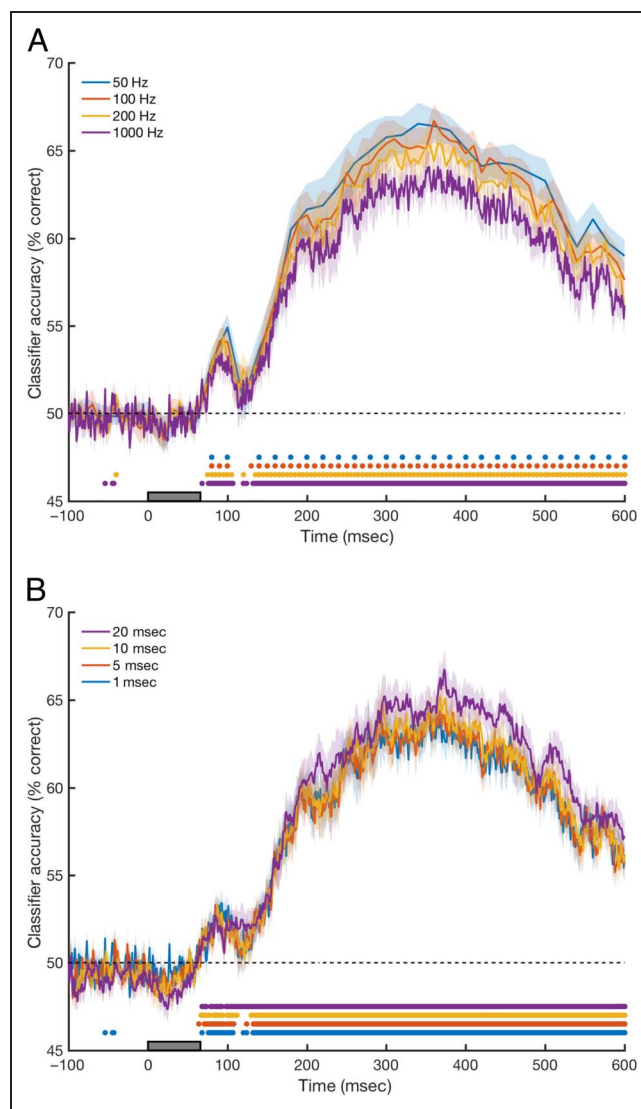 A
70
50 Hz
100 Hz
200 Hz
1000 Hz
65
60
55
50
45
Classifier accuracy (% correct)
−100 0 100 200 300 400 500 600
Time (msec)
B
70
20 msec
10 msec
5 msec
1 msec
65
60
55
50
45
Classifier accuracy (% correct)
−100 0 100 200 300 400 500 600
Time (msec)